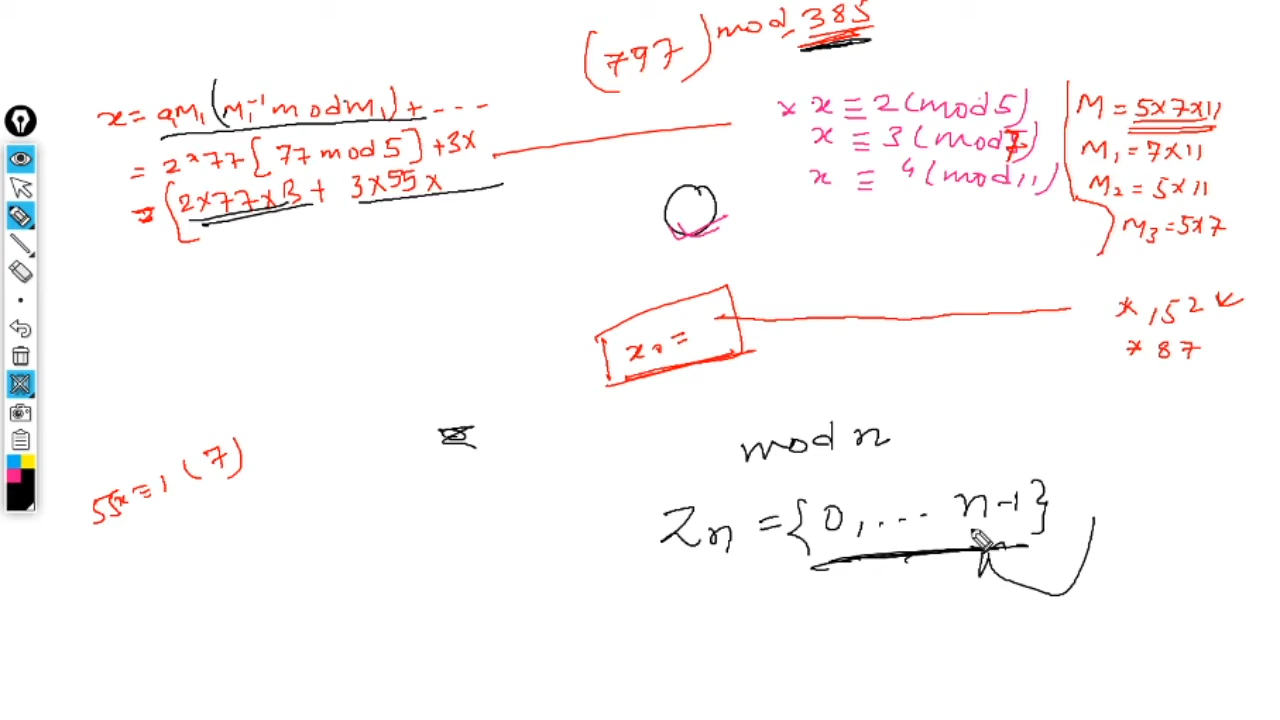 (797) mod 385
x = aM₁(M₁⁻¹ mod m₁) + ---
= 2×77[77 mod 5] + 3×
[2×77×3 + 3×55×
* x ≡ 2(mod 5)
x ≡ 3(mod 7)
x ≡ 4(mod 11)
M = 5×7×11
M₁ = 7×11
M₂ = 5×11
M₃ = 5×7
x₀ =
* 152
* 87
55x ≡ 1 (7)
mod n
Zn = {0, ... n-1}